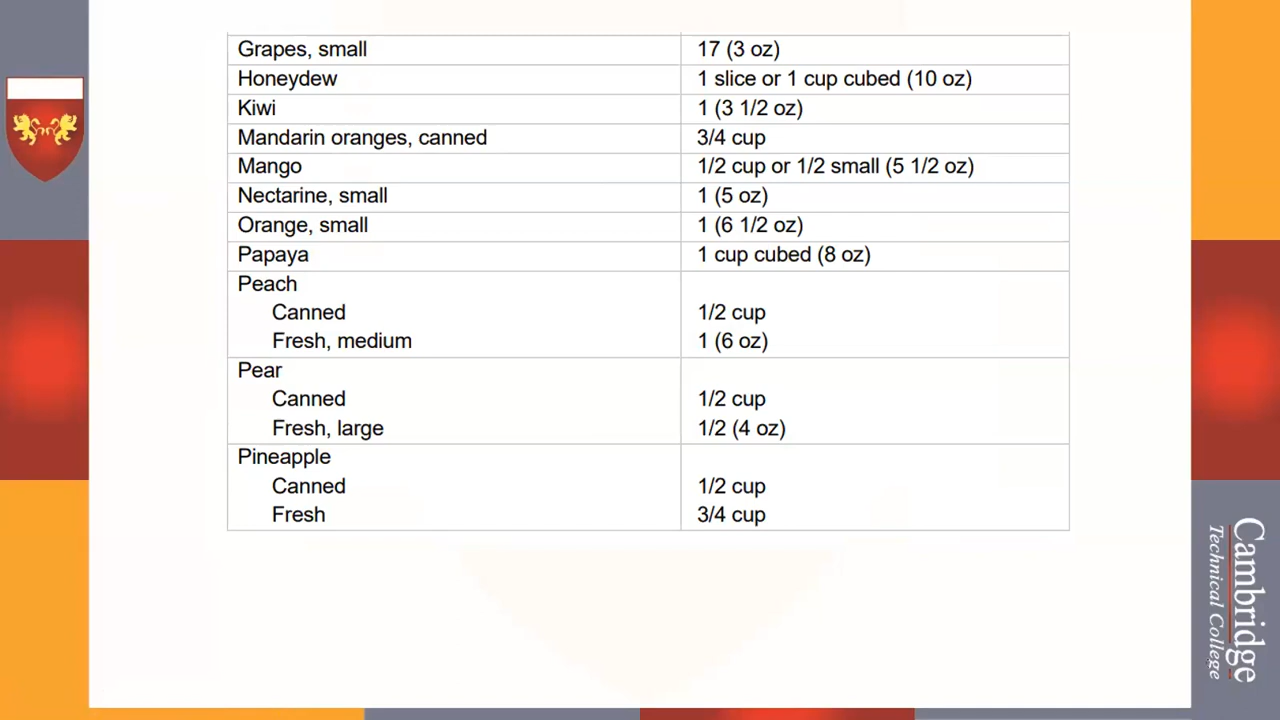 Grapes, small 17 (3 oz)
Honeydew 1 slice or 1 cup cubed (10 oz)
Kiwi 1 (3 1/2 oz)
Mandarin oranges, canned 3/4 cup
Mango 1/2 cup or 1/2 small (5 1/2 oz)
Nectarine, small 1 (5 oz)
Orange, small 1 (6 1/2 oz)
Papaya 1 cup cubed (8 oz)
Peach
Canned 1/2 cup
Fresh, medium 1 (6 oz)
Pear
Canned 1/2 cup
Fresh, large 1/2 (4 oz)
Pineapple
Canned 1/2 cup
Fresh 3/4 cup
Cambridge
Technical College